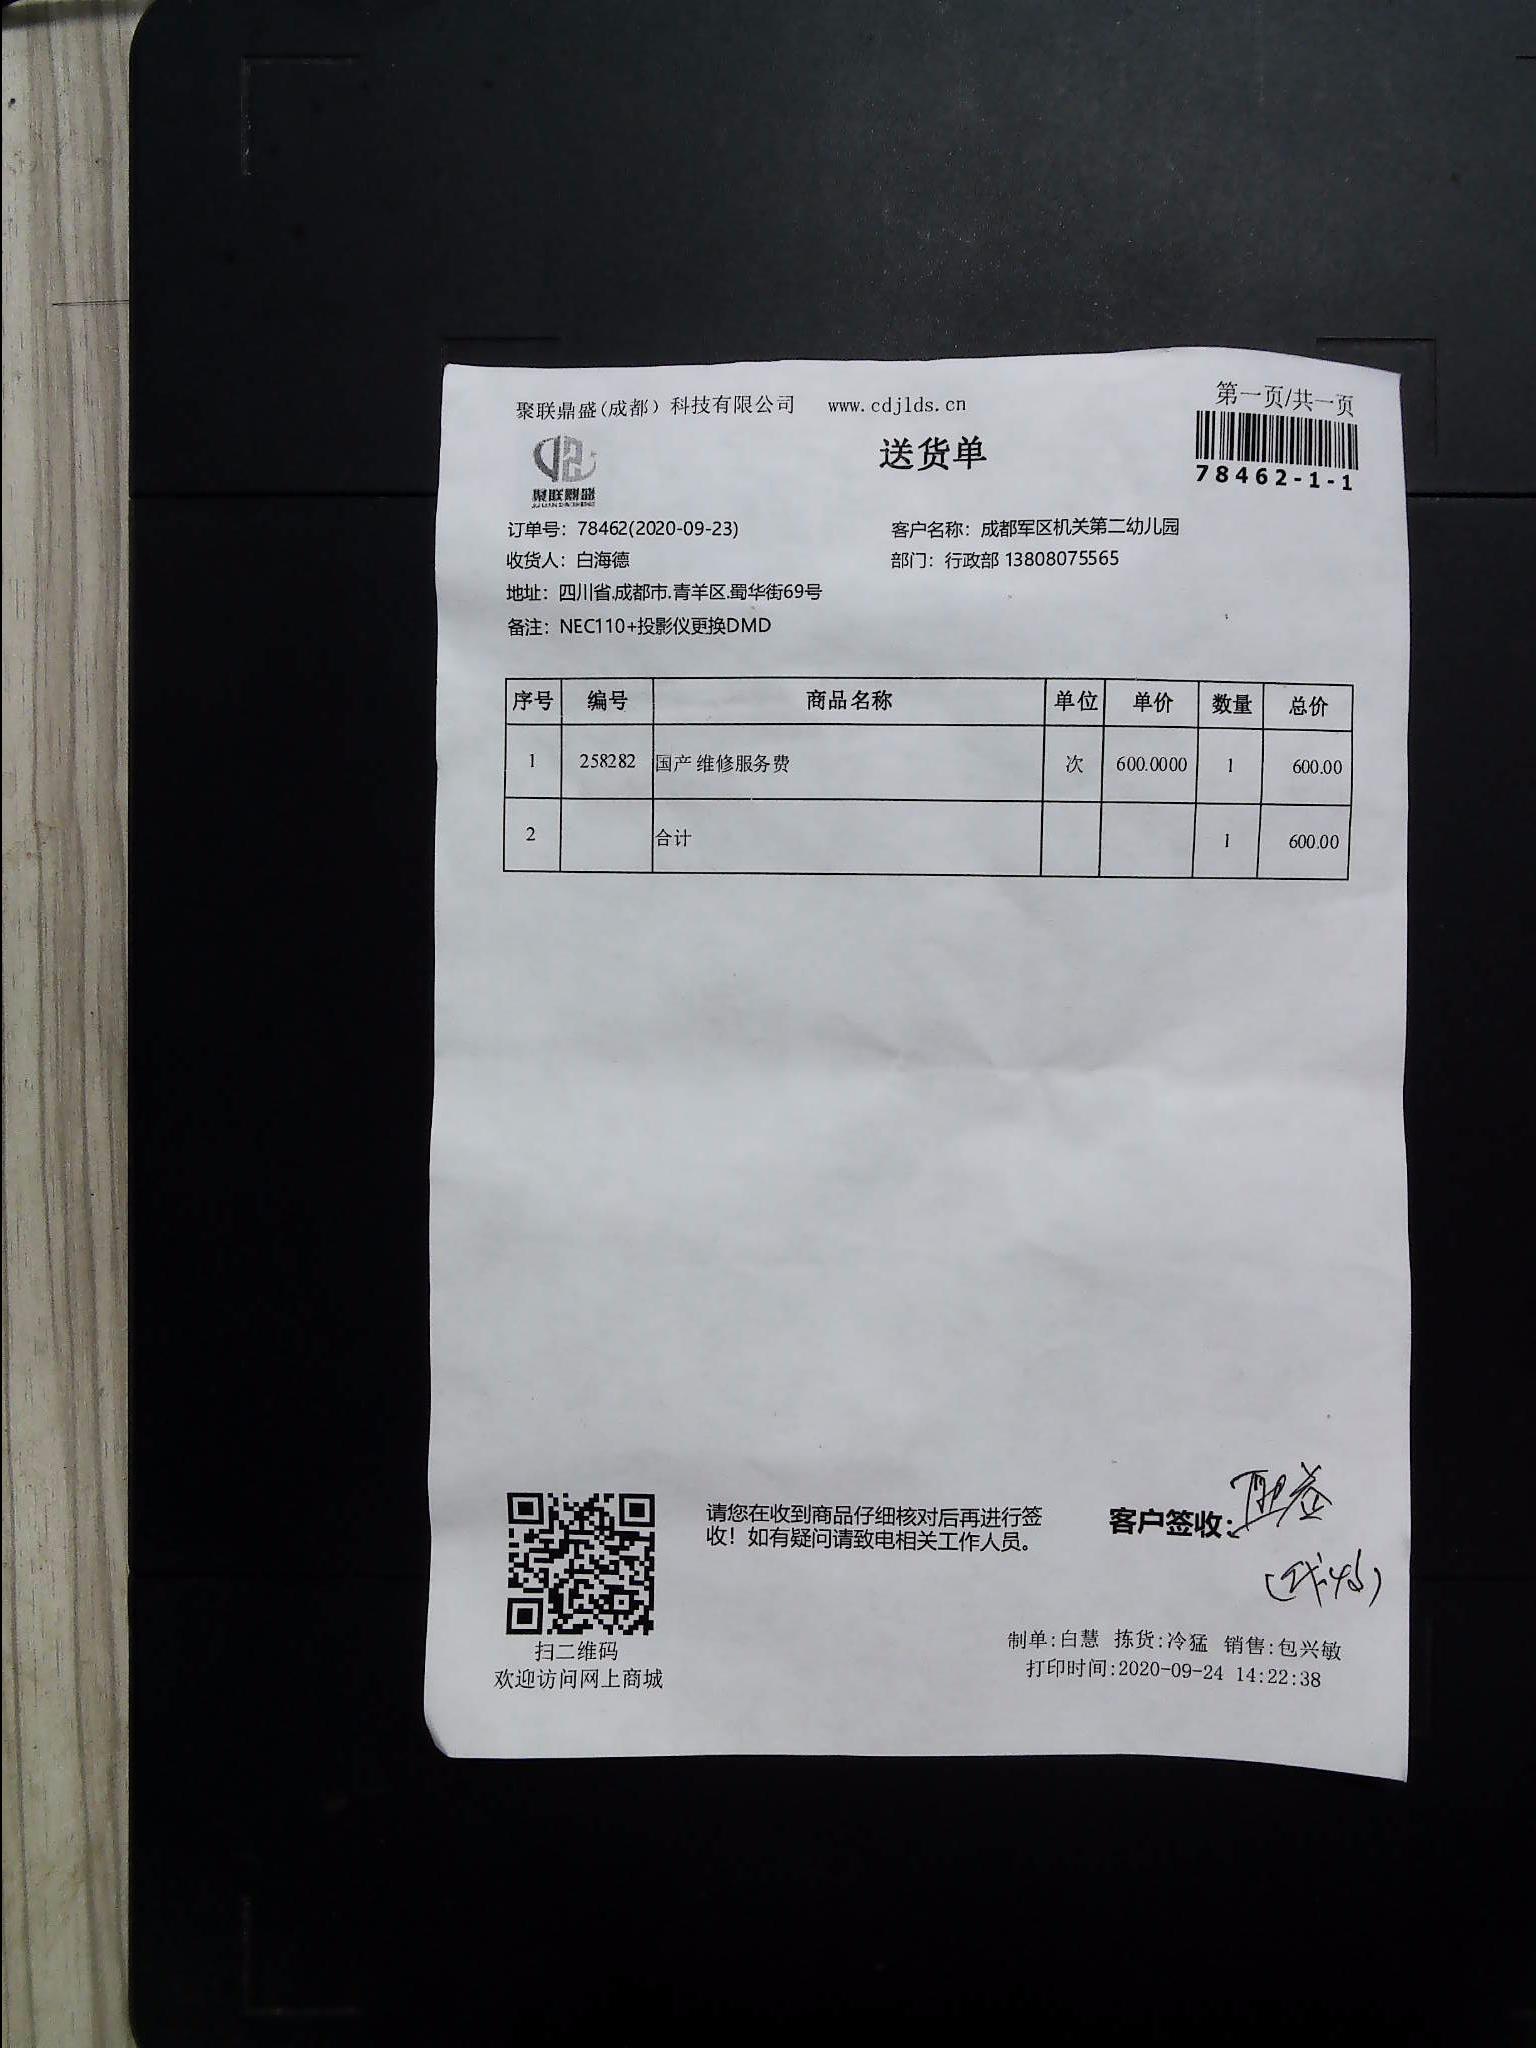 第一页/共一页
聚联鼎盛(成都）科技有限公司 www.cdjlds.cn
聚联鼎盛
送货单
78462-1-1
订单号：78462(2020-09-23) 客户名称：成都军区机关第二幼儿园
收货人：白海德 部门：行政部 13808075565
地址：四川省.成都市.青羊区.蜀华街69号
备注：NEC110+投影仪更换DMD
序号 编号 商品名称 单位 单价 数量 总价
1 258282 国产 维修服务费 次 600.0000 1 600.00
2 合计 1 600.00
请您在收到商品仔细核对后再进行签
收！如有疑问请致电相关工作人员。
客户签收：
扫二维码
欢迎访问网上商城
制单:白慧 拣货:冷猛 销售:包兴敏
打印时间:2020-09-24 14:22:38